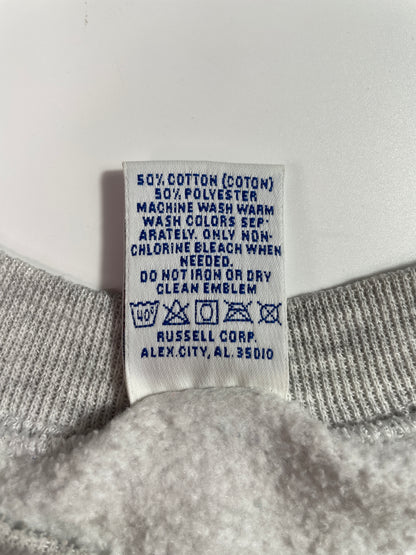 50% COTTON (COTON)
50% POLYESTER
MACHINE WASH WARM
WASH COLORS SEP-
ARATELY. ONLY NON-
CHLORINE BLEACH WHEN
NEEDED.
DO NOT IRON OR DRY
CLEAN EMBLEM
40°
RUSSELL CORP.
ALEX.CITY, AL. 35010